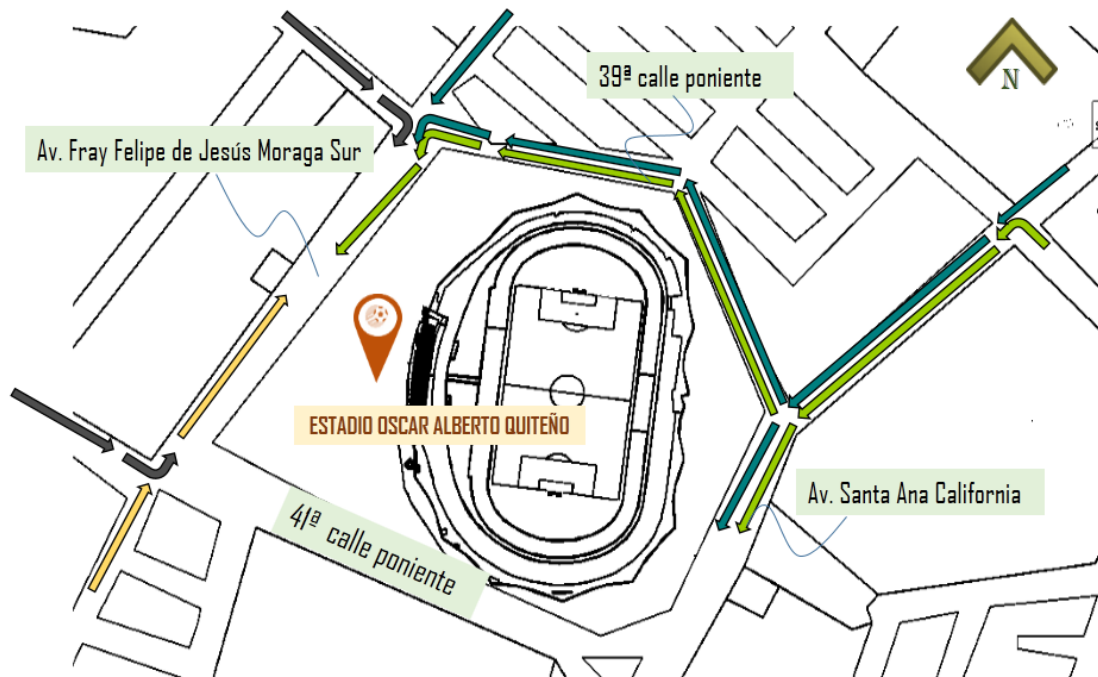 N
39ª calle poniente
Av. Fray Felipe de Jesús Moraga Sur
ESTADIO OSCAR ALBERTO QUITEÑO
Av. Santa Ana California
41ª calle poniente